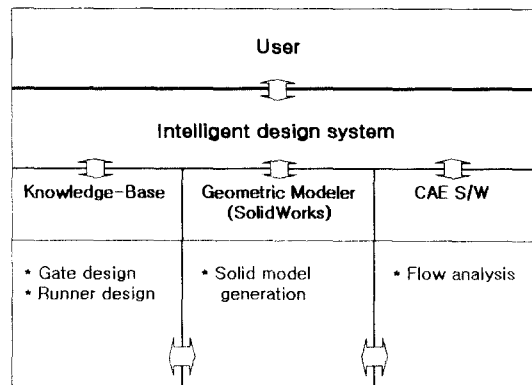 User
Intelligent design system
Knowledge-Base
Geometric Modeler
(SolidWorks)
CAE S/W
* Gate design
* Runner design
* Solid model
generation
* Flow analysis